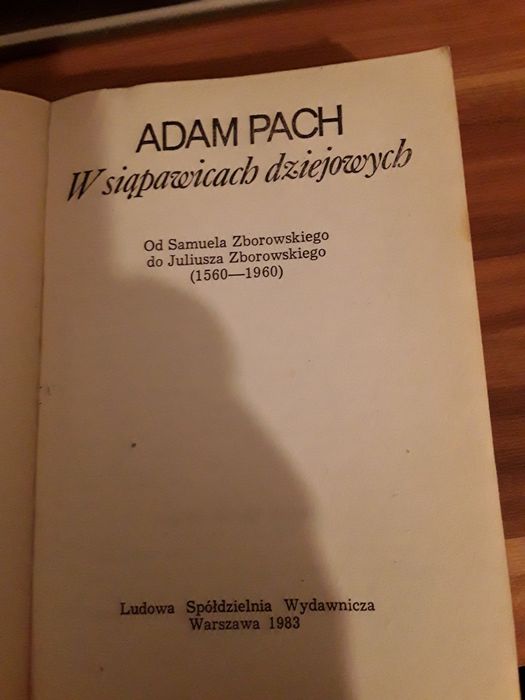 ADAM PACH
W siąpawicach dziejowych
Od Samuela Zborowskiego
do Juliusza Zborowskiego
(1560—1960)
Ludowa Spółdzielnia Wydawnicza
Warszawa 1983